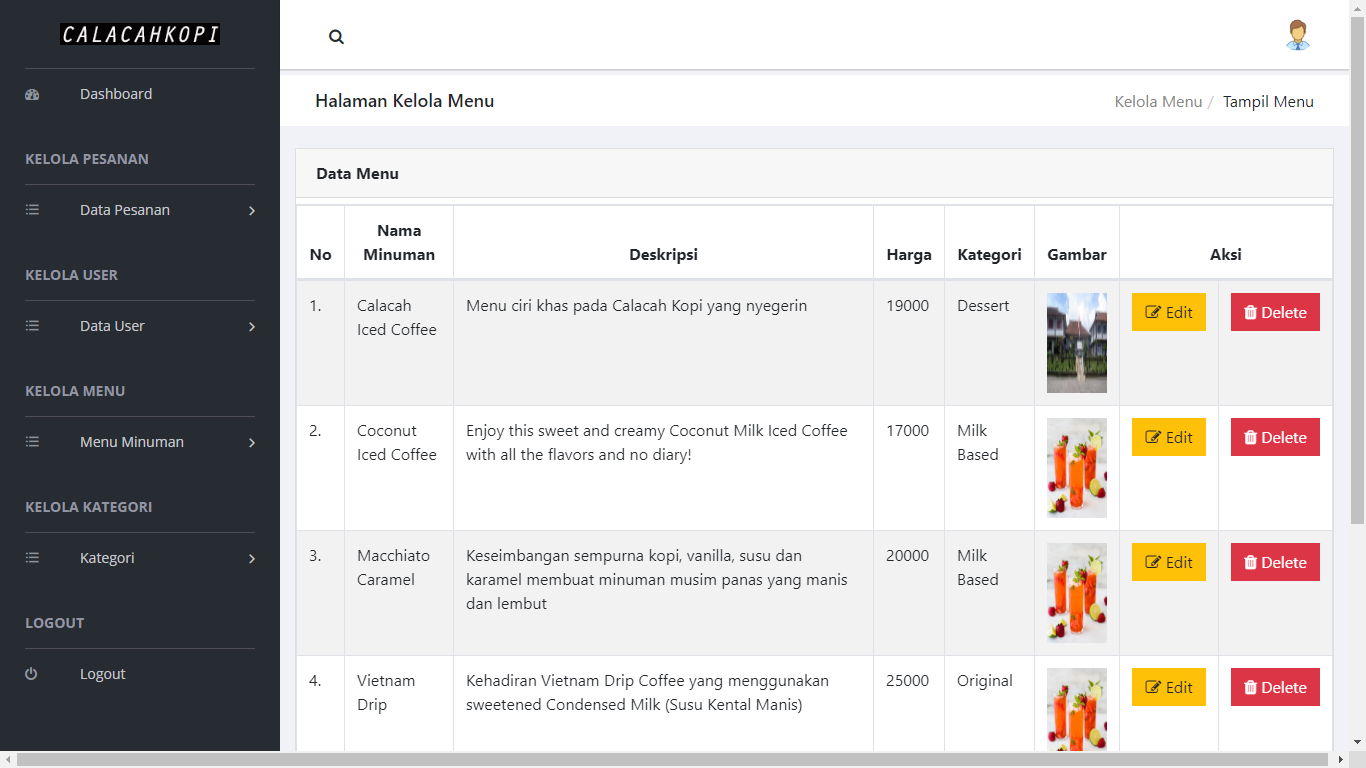 CALACAHKOPI
Dashboard
KELOLA PESANAN
Data Pesanan
KELOLA USER
Data User
KELOLA MENU
Menu Minuman
KELOLA KATEGORI
Kategori
LOGOUT
Logout
Halaman Kelola Menu
Kelola Menu / Tampil Menu
Data Menu
No
Nama
Minuman
Deskripsi
Harga
Kategori
Gambar
Aksi
1.
Calacah
Iced Coffee
Menu ciri khas pada Calacah Kopi yang nyegerin
19000
Dessert
Edit
Delete
2.
Coconut
Iced Coffee
Enjoy this sweet and creamy Coconut Milk Iced Coffee
with all the flavors and no diary!
17000
Milk
Based
Edit
Delete
3.
Macchiato
Caramel
Keseimbangan sempurna kopi, vanilla, susu dan
karamel membuat minuman musim panas yang manis
dan lembut
20000
Milk
Based
Edit
Delete
4.
Vietnam
Drip
Kehadiran Vietnam Drip Coffee yang menggunakan
sweetened Condensed Milk (Susu Kental Manis)
25000
Original
Edit
Delete